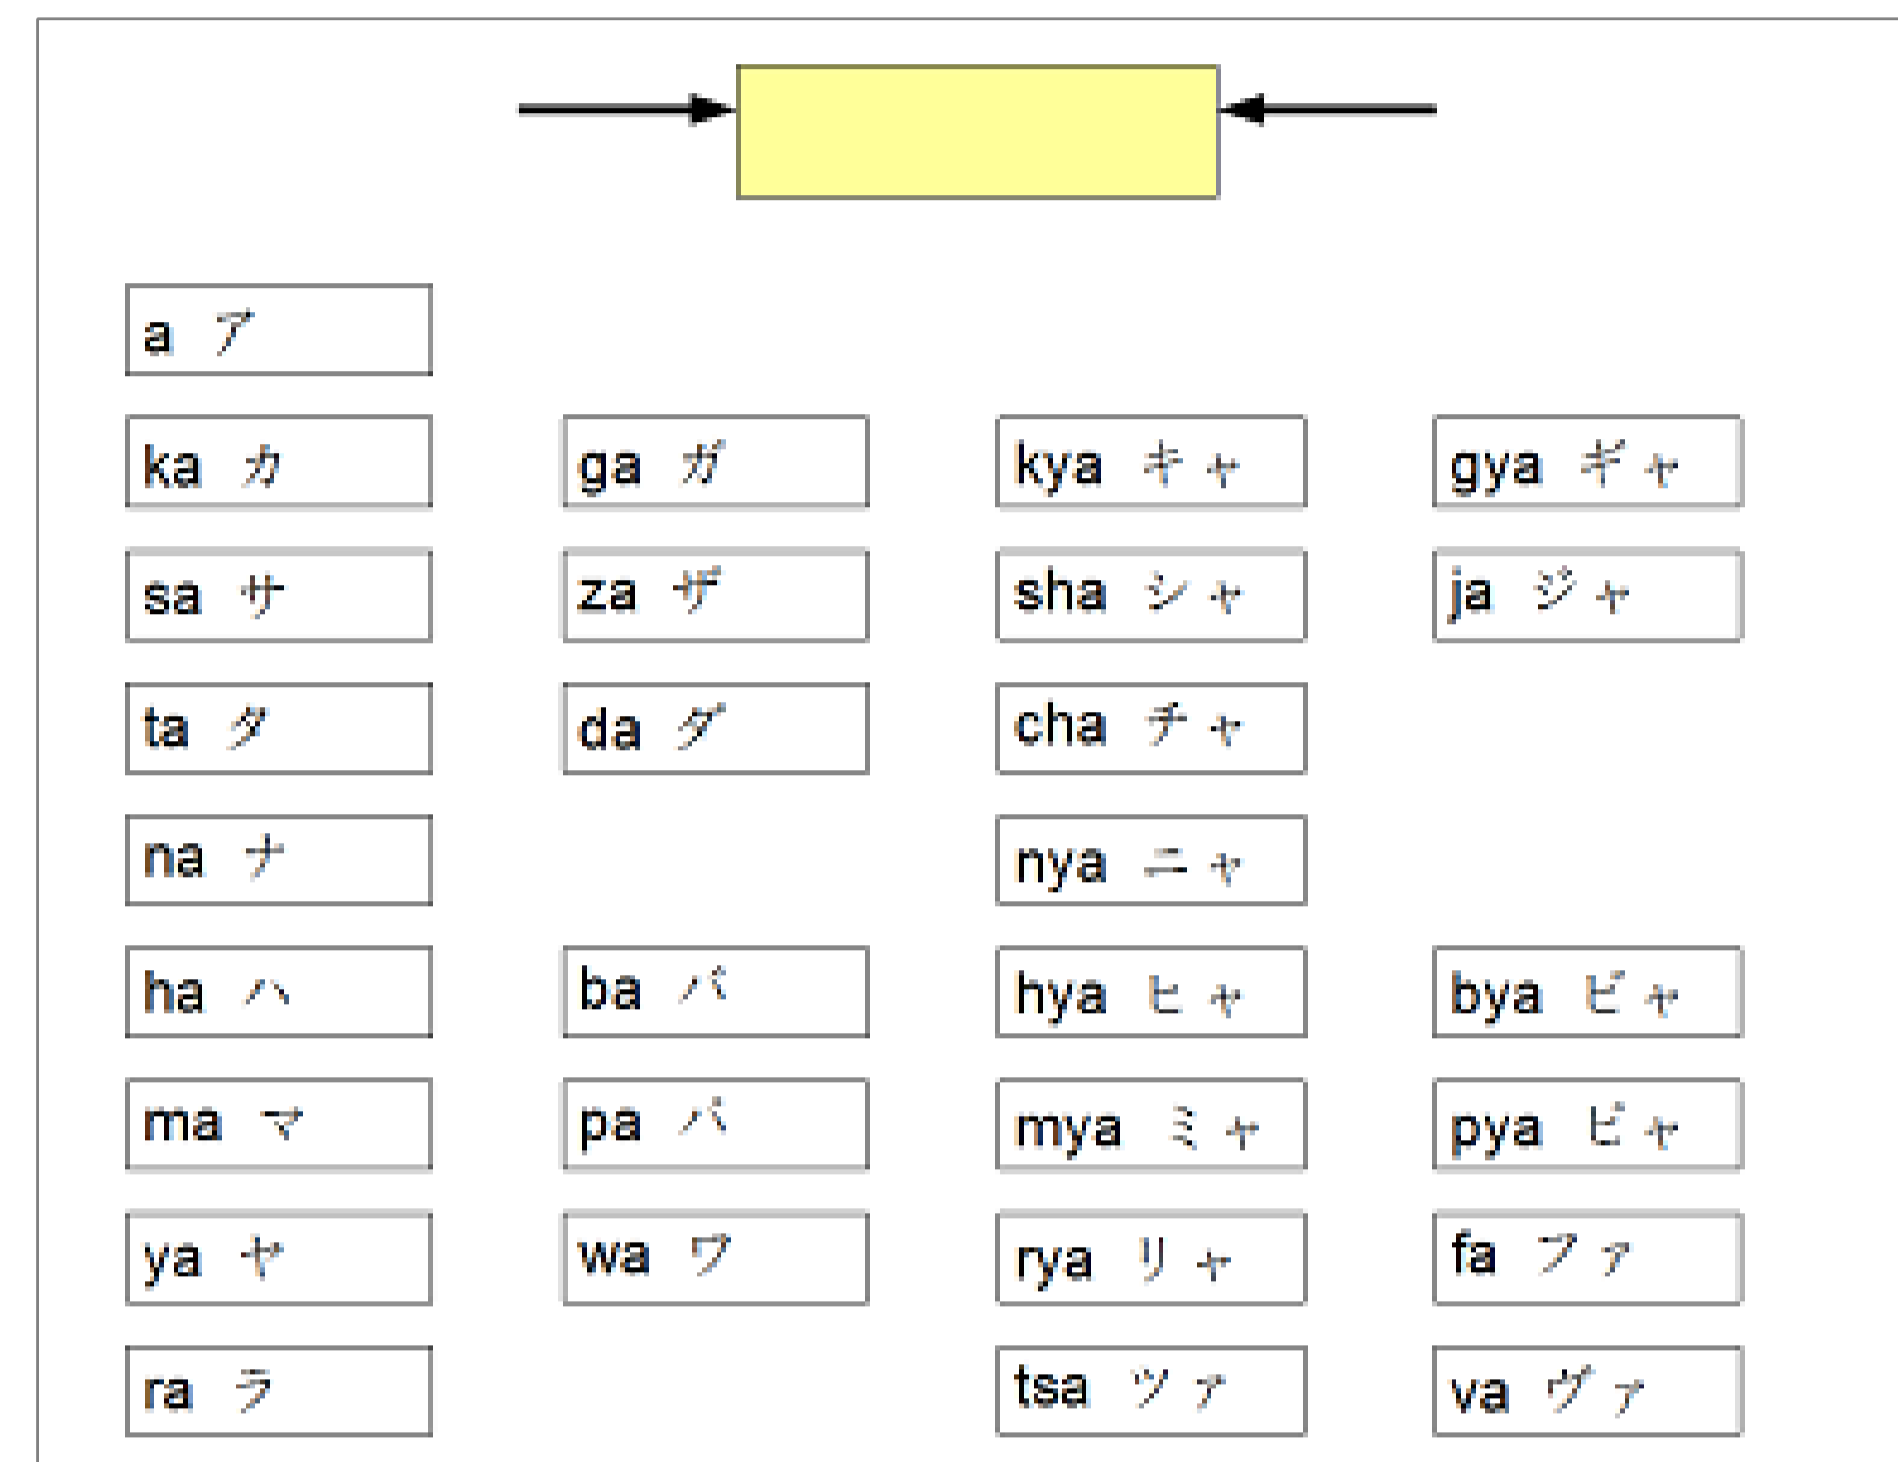 a ア
ka カ ga ガ kya キャ gya ギャ
sa サ za ザ sha シャ ja ジャ
ta タ da ダ cha チャ
na ナ nya ニャ
ha ハ ba バ hya ヒャ bya ビャ
ma マ pa パ mya ミャ pya ピャ
ya ヤ wa ワ rya リャ fa ファ
ra ラ tsa ツァ va ヴァ